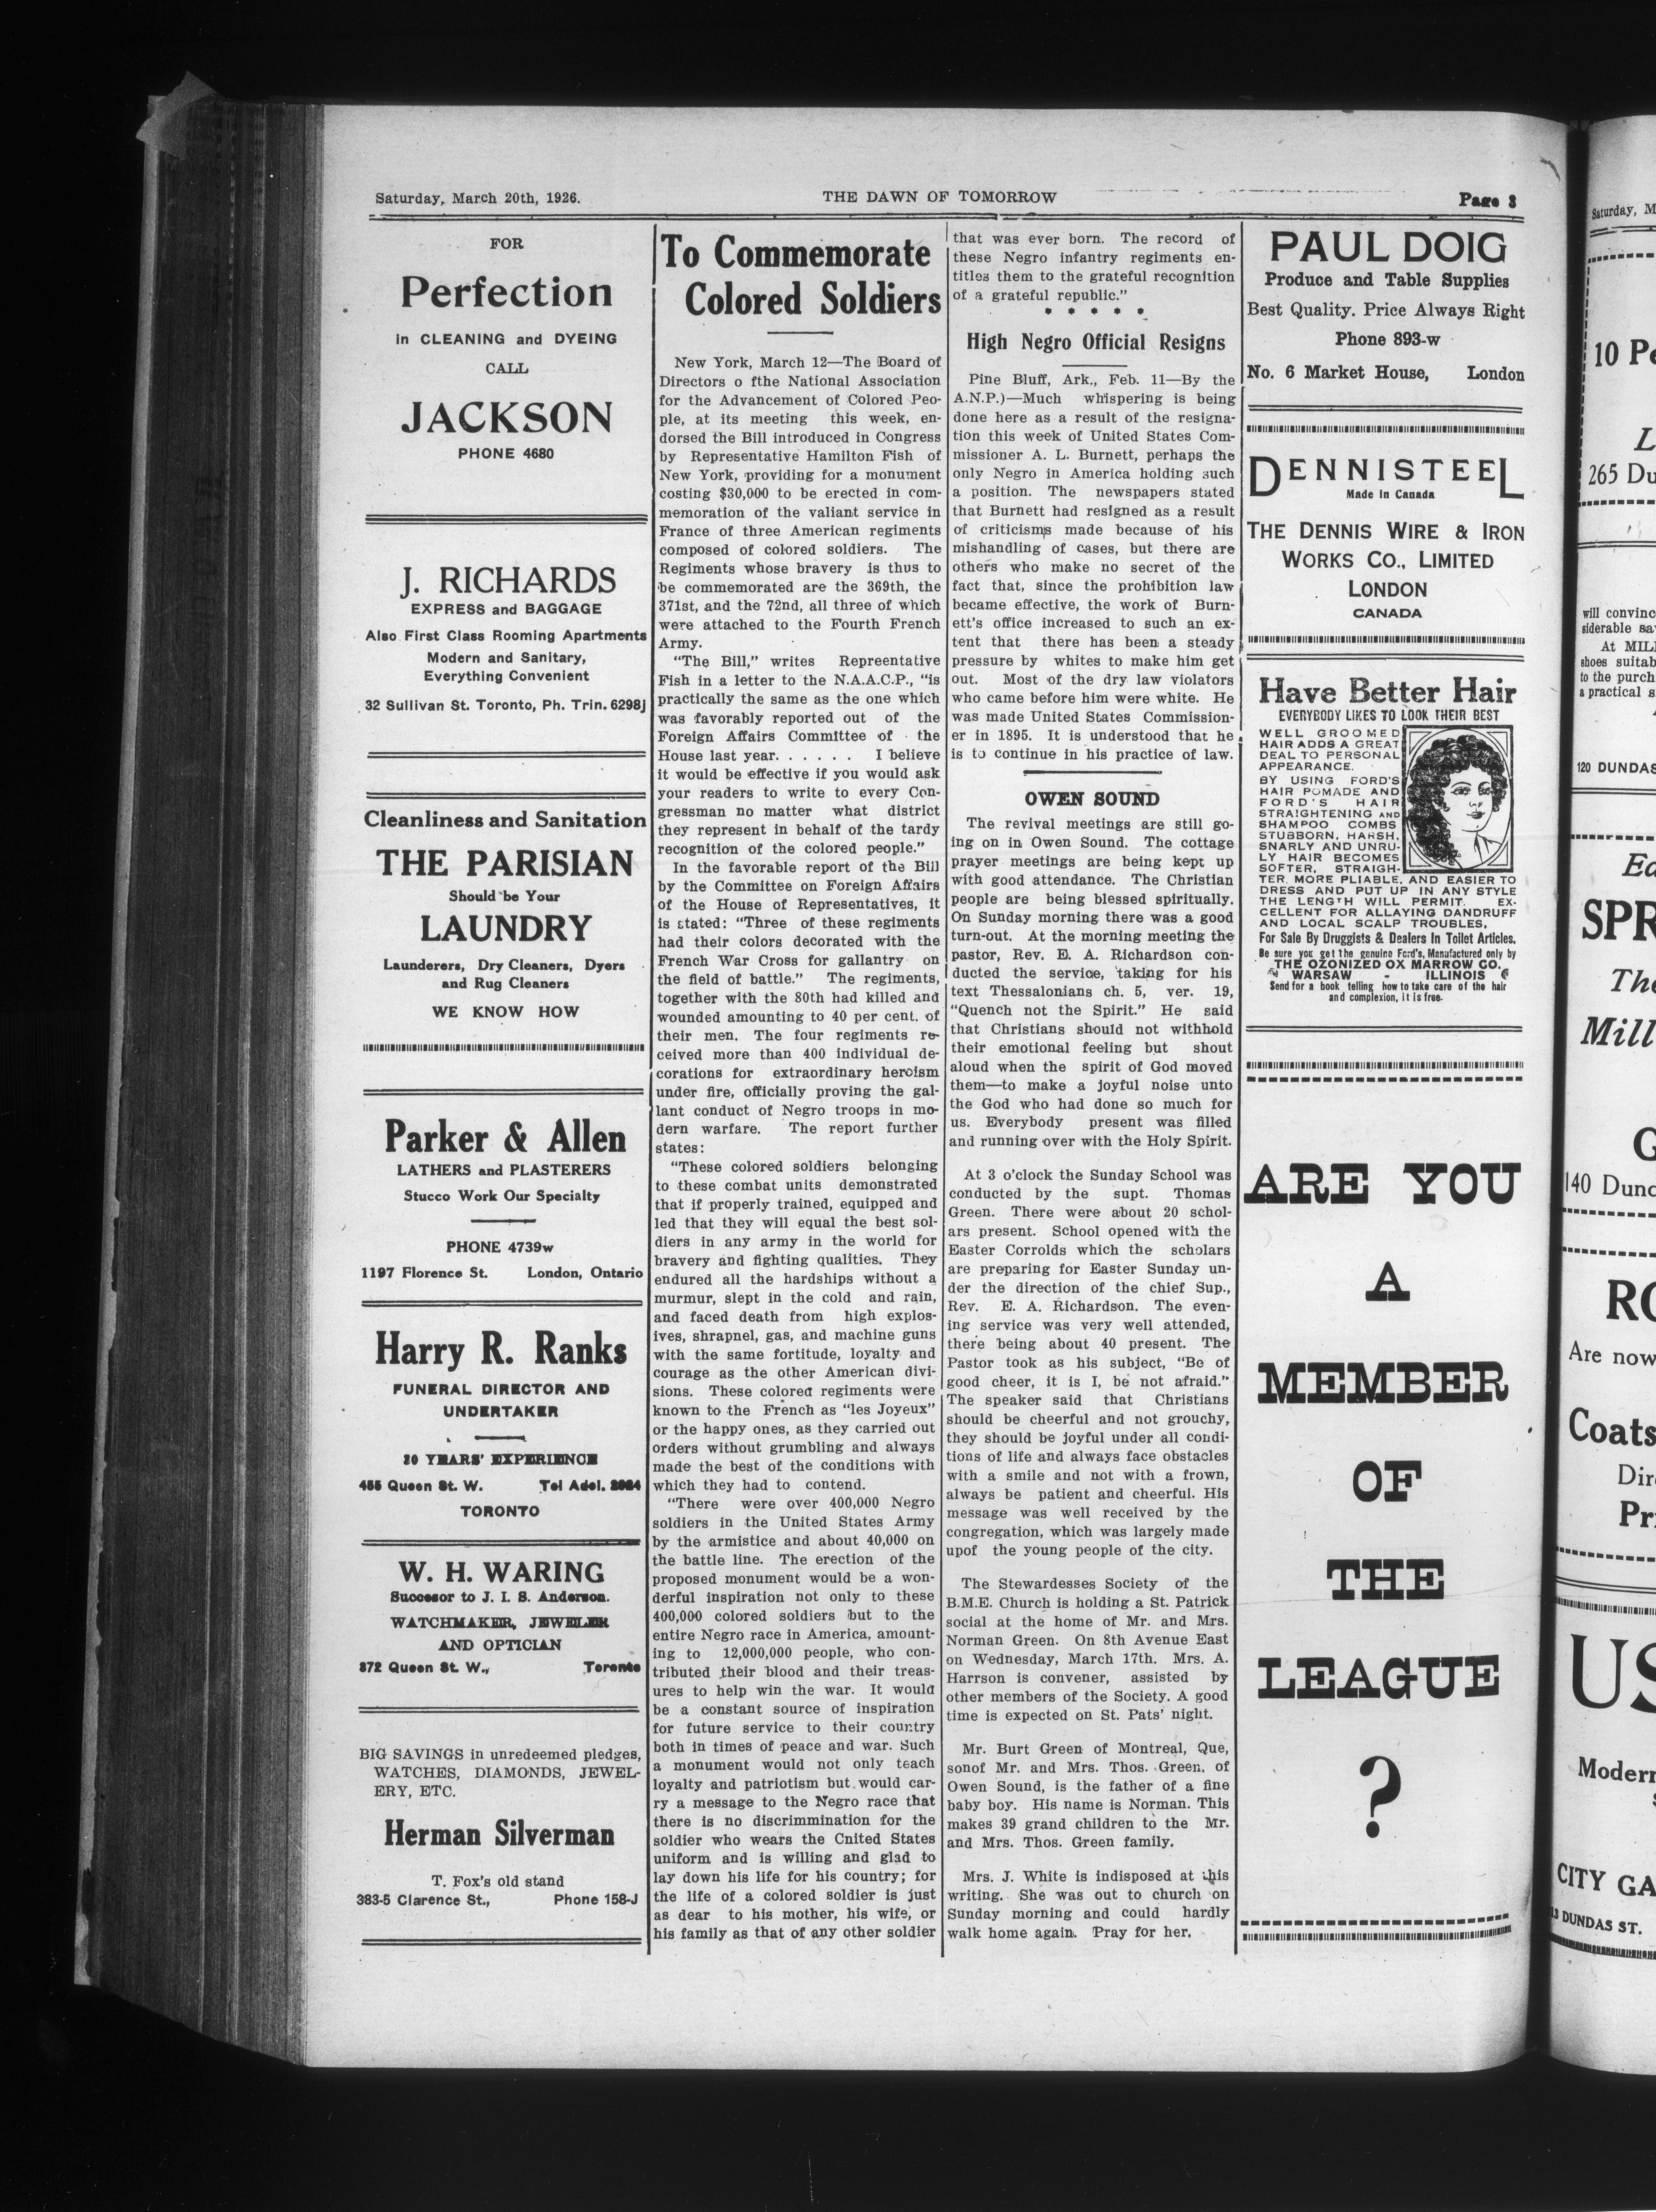 Saturday, March 20th, 1926.
THE DAWN OF TOMORROW
Page 3
FOR
Perfection
in CLEANING and DYEING
CALL
JACKSON
PHONE 4680
J. RICHARDS
EXPRESS and BAGGAGE
Also First Class Rooming Apartments
Modern and Sanitary,
Everything Convenient
32 Sullivan St. Toronto, Ph. Trin. 6298j
Cleanliness and Sanitation
THE PARISIAN
Should be Your
LAUNDRY
Launderers, Dry Cleaners, Dyers
and Rug Cleaners
WE KNOW HOW
Parker & Allen
LATHERS and PLASTERERS
Stucco Work Our Specialty
PHONE 4739w
1197 Florence St. London, Ontario
Harry R. Ranks
FUNERAL DIRECTOR AND
UNDERTAKER
20 YEARS' EXPERIENCE
455 Queen St. W. Tel Adel. 2024
TORONTO
W. H. WARING
Succesor to J. I. S. Anderson.
WATCHMAKER, JEWELER
AND OPTICIAN
372 Queen St. W., Toronto
BIG SAVINGS in unredeemed pledges,
WATCHES, DIAMONDS, JEWEL-
ERY, ETC.
Herman Silverman
T. Fox's old stand
383-5 Clarence St., Phone 158-J
To Commemorate
Colored Soldiers
New York, March 12—The Board of
Directors o fthe National Association
for the Advancement of Colored Peo-
ple, at its meeting this week, en-
dorsed the Bill introduced in Congress
by Representative Hamilton Fish of
New York, providing for a monument
costing $30,000 to be erected in com-
memoration of the valiant service in
France of three American regiments
composed of colored soldiers. The
Regiments whose bravery is thus to
be commemorated are the 369th, the
371st, and the 72nd, all three of which
were attached to the Fourth French
Army.
"The Bill," writes Repreentative
Fish in a letter to the N.A.A.C.P., "is
practically the same as the one which
was favorably reported out of the
Foreign Affairs Committee of the
House last year. . . . . . I believe
it would be effective if you would ask
your readers to write to every Con-
gressman no matter what district
they represent in behalf of the tardy
recognition of the colored people."
In the favorable report of the Bill
by the Committee on Foreign Affairs
of the House of Representatives, it
is stated: "Three of these regiments
had their colors decorated with the
French War Cross for gallantry on
the field of battle." The regiments,
together with the 80th had killed and
wounded amounting to 40 per cent. of
their men. The four regiments re-
ceived more than 400 individual de-
corations for extraordinary heroism
under fire, officially proving the gal-
lant conduct of Negro troops in mo-
dern warfare. The report further
states:
"These colored soldiers belonging
to these combat units demonstrated
that if properly trained, equipped and
led that they will equal the best sol-
diers in any army in the world for
bravery and fighting qualities. They
endured all the hardships without a
murmur, slept in the cold and rain,
and faced death from high explos-
ives, shrapnel, gas, and machine guns
with the same fortitude, loyalty and
courage as the other American divi-
sions. These colored regiments were
known to the French as "les Joyeux"
or the happy ones, as they carried out
orders without grumbling and always
made the best of the conditions with
which they had to contend.
"There were over 400,000 Negro
soldiers in the United States Army
by the armistice and about 40,000 on
the battle line. The erection of the
proposed monument would be a won-
derful inspiration not only to these
400,000 colored soldiers but to the
entire Negro race in America, amount-
ing to 12,000,000 people, who con-
tributed their blood and their treas-
ures to help win the war. It would
be a constant source of inspiration
for future service to their country
both in times of peace and war. Such
a monument would not only teach
loyalty and patriotism but would car-
ry a message to the Negro race that
there is no discrimmination for the
soldier who wears the Cnited States
uniform and is willing and glad to
lay down his life for his country; for
the life of a colored soldier is just
as dear to his mother, his wife, or
his family as that of any other soldier
that was ever born. The record of
these Negro infantry regiments en-
titles them to the grateful recognition
of a grateful republic."
* * * * *
High Negro Official Resigns
Pine Bluff, Ark., Feb. 11—By the
A.N.P.)—Much whispering is being
done here as a result of the resigna-
tion this week of United States Com-
missioner A. L. Burnett, perhaps the
only Negro in America holding such
a position. The newspapers stated
that Burnett had resigned as a result
of criticisms made because of his
mishandling of cases, but there are
others who make no secret of the
fact that, since the prohibition law
became effective, the work of Burn-
ett's office increased to such an ex-
tent that there has been a steady
pressure by whites to make him get
out. Most of the dry law violators
who came before him were white. He
was made United States Commission-
er in 1895. It is understood that he
is to continue in his practice of law.
OWEN SOUND
The revival meetings are still go-
ing on in Owen Sound. The cottage
prayer meetings are being kept up
with good attendance. The Christian
people are being blessed spiritually.
On Sunday morning there was a good
turn-out. At the morning meeting the
pastor, Rev. E. A. Richardson con-
ducted the service, taking for his
text Thessalonians ch. 5, ver. 19,
"Quench not the Spirit." He said
that Christians should not withhold
their emotional feeling but shout
aloud when the spirit of God moved
them—to make a joyful noise unto
the God who had done so much for
us. Everybody present was filled
and running over with the Holy Spirit.
At 3 o'clock the Sunday School was
conducted by the supt. Thomas
Green. There were about 20 schol-
ars present. School opened with the
Easter Corrolds which the scholars
are preparing for Easter Sunday un-
der the direction of the chief Sup.,
Rev. E. A. Richardson. The even-
ing service was very well attended,
there being about 40 present. The
Pastor took as his subject, "Be of
good cheer, it is I, be not afraid."
The speaker said that Christians
should be cheerful and not grouchy,
they should be joyful under all condi-
tions of life and always face obstacles
with a smile and not with a frown,
always be patient and cheerful. His
message was well received by the
congregation, which was largely made
upof the young people of the city.
The Stewardesses Society of the
B.M.E. Church is holding a St. Patrick
social at the home of Mr. and Mrs.
Norman Green. On 8th Avenue East
on Wednesday, March 17th. Mrs. A.
Harrson is convener, assisted by
other members of the Society. A good
time is expected on St. Pats' night.
Mr. Burt Green of Montreal, Que,
sonof Mr. and Mrs. Thos. Green, of
Owen Sound, is the father of a fine
baby boy. His name is Norman. This
makes 39 grand children to the Mr.
and Mrs. Thos. Green family.
Mrs. J. White is indisposed at this
writing. She was out to church on
Sunday morning and could hardly
walk home again. Pray for her.
PAUL DOIG
Produce and Table Supplies
Best Quality. Price Always Right
Phone 893-w
No. 6 Market House, London
DENNISTEEL
Made in Canada
THE DENNIS WIRE & IRON
WORKS CO., LIMITED
LONDON
CANADA
Have Better Hair
EVERYBODY LIKES TO LOOK THEIR BEST
WELL GROOMED
HAIR ADDS A GREAT
DEAL TO PERSONAL
APPEARANCE.
BY USING FORD'S
HAIR POMADE AND
FORD'S HAIR
STRAIGHTENING AND
SHAMPOO COMBS
STUBBORN, HARSH,
SNARLY AND UNRU-
LY HAIR BECOMES
SOFTER, STRAIGH-
TER, MORE PLIABLE, AND EASIER TO
DRESS AND PUT UP IN ANY STYLE
THE LENGTH WILL PERMIT. EX-
CELLENT FOR ALLAYING DANDRUFF
AND LOCAL SCALP TROUBLES,
For Sale By Druggists & Dealers In Toilet Articles.
Be sure you get the genuine Ford's, Manufactured only by
THE OZONIZED OX MARROW CO.
WARSAW - ILLINOIS
Send for a book telling how to take care of the hair
and complexion, it is free.
ARE YOU
A
MEMBER
OF
THE
LEAGUE
?
Saturday, M
10 Pe
L
265 Du
will convinc
siderable sa
At MIL
shoes suitab
to the purch
a practical s
120 DUNDAS
Ea
SPR
The
Mill
G
140 Dund
RO
Are now
Coats
Dir
Pr
US
Modern
CITY GA
13 DUNDAS ST.